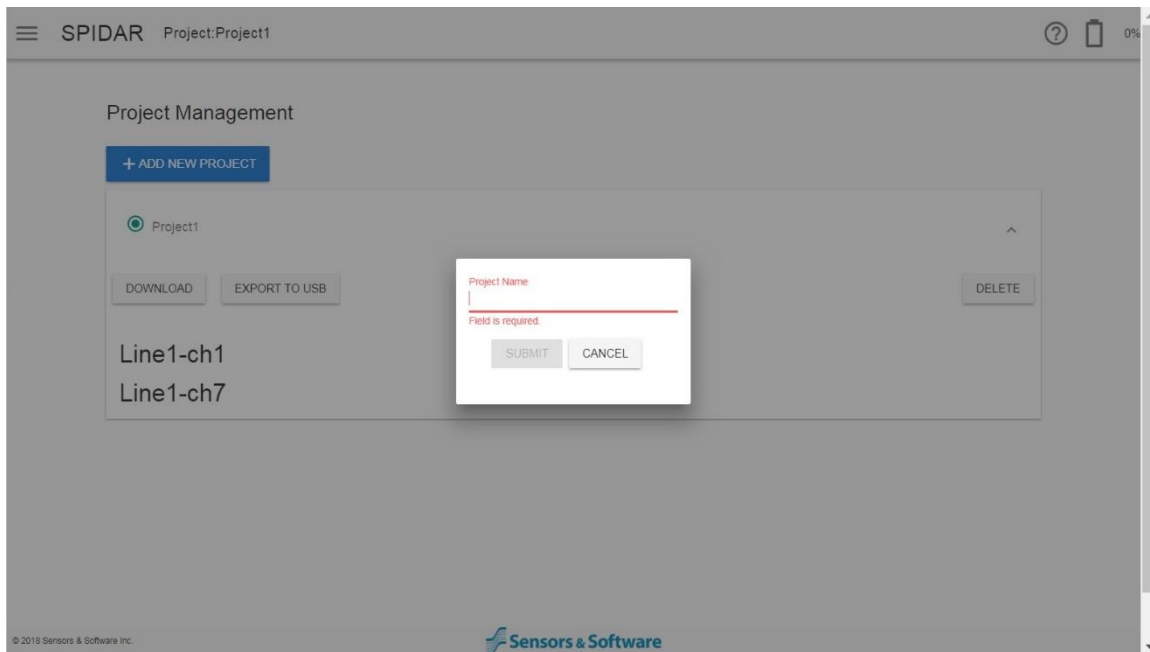 SPIDAR Project:Project1 0%
Project Management
+ ADD NEW PROJECT
Project1
DOWNLOAD EXPORT TO USB DELETE
Line1-ch1
Line1-ch7
Project Name
Field is required.
SUBMIT CANCEL
© 2018 Sensors & Software Inc.
Sensors & Software